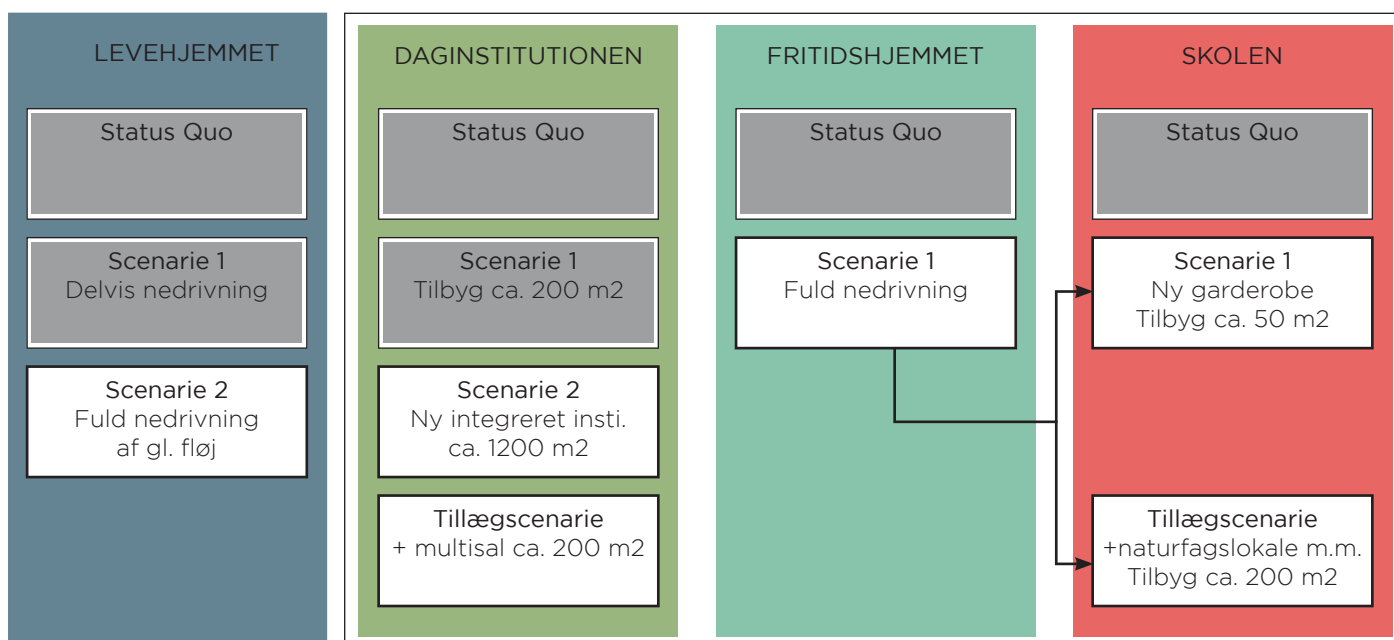 LEVEHJEMMET
Status Quo
Scenarie 1
Delvis nedrivning
Scenarie 2
Fuld nedrivning
af gl. fløj
DAGINSTITUTIONEN
Status Quo
Scenarie 1
Tilbyg ca. 200 m2
Scenarie 2
Ny integreret insti.
ca. 1200 m2
Tillægscenarie
+ multisal ca. 200 m2
FRITIDSHJEMMET
Status Quo
Scenarie 1
Fuld nedrivning
SKOLEN
Status Quo
Scenarie 1
Ny garderobe
Tilbyg ca. 50 m2
Tillægscenarie
+naturfagslokale m.m.
Tilbyg ca. 200 m2